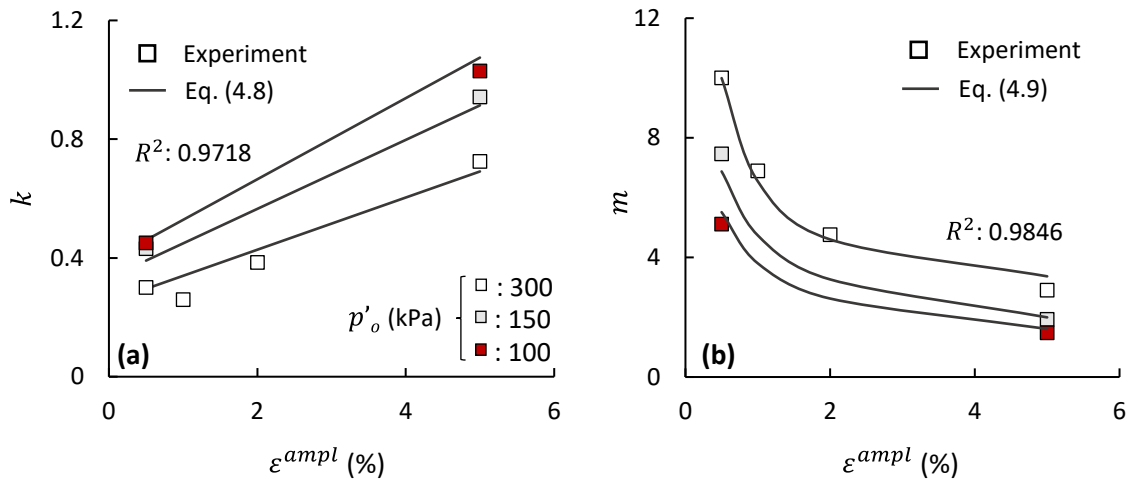 1.2
0.8
0.4
0
k
Experiment
Eq. (4.8)
R²: 0.9718
p'ₒ (kPa)
: 300
: 150
: 100
(a)
0 2 4 6
εᵃᵐᵖˡ (%)
12
8
4
0
m
Experiment
Eq. (4.9)
R²: 0.9846
(b)
0 2 4 6
εᵃᵐᵖˡ (%)